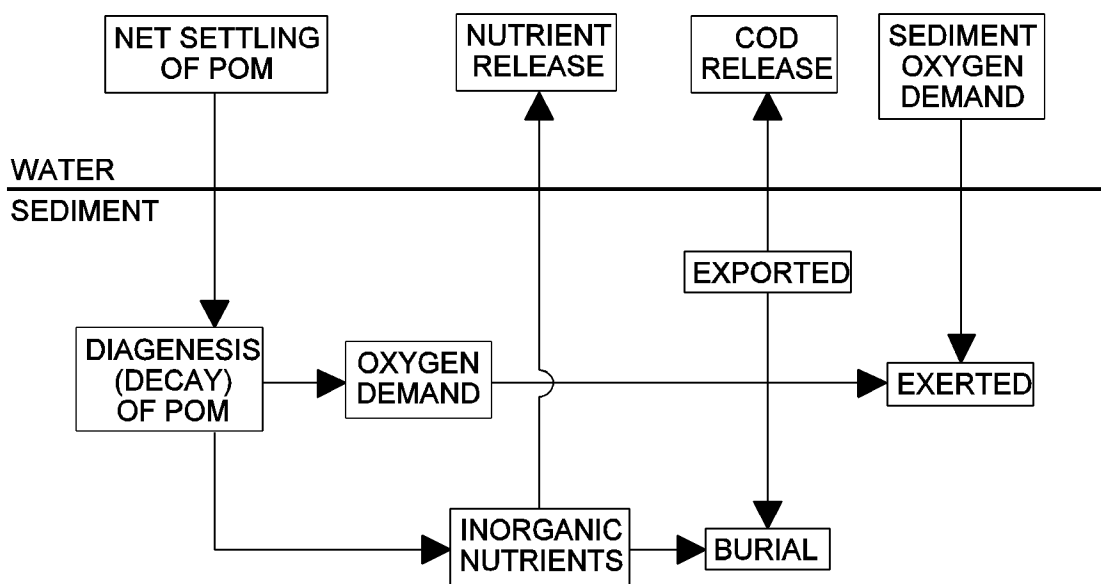 NET SETTLING
OF POM
NUTRIENT
RELEASE
COD
RELEASE
SEDIMENT
OXYGEN
DEMAND
WATER
SEDIMENT
EXPORTED
DIAGENESIS
(DECAY)
OF POM
OXYGEN
DEMAND
EXERTED
INORGANIC
NUTRIENTS
BURIAL